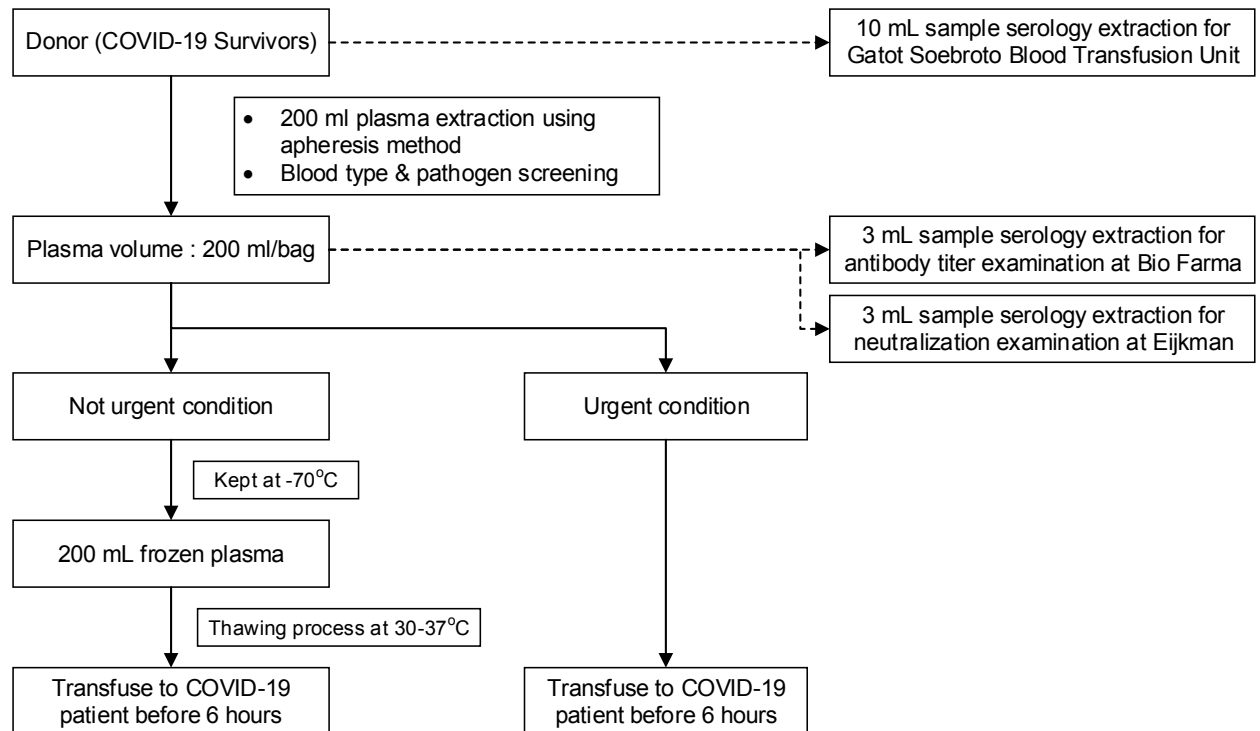 Donor (COVID-19 Survivors)
10 mL sample serology extraction for
Gatot Soebroto Blood Transfusion Unit
• 200 ml plasma extraction using
apheresis method
• Blood type & pathogen screening
Plasma volume : 200 ml/bag
3 mL sample serology extraction for
antibody titer examination at Bio Farma
3 mL sample serology extraction for
neutralization examination at Eijkman
Not urgent condition
Urgent condition
Kept at -70°C
200 mL frozen plasma
Thawing process at 30-37°C
Transfuse to COVID-19
patient before 6 hours
Transfuse to COVID-19
patient before 6 hours